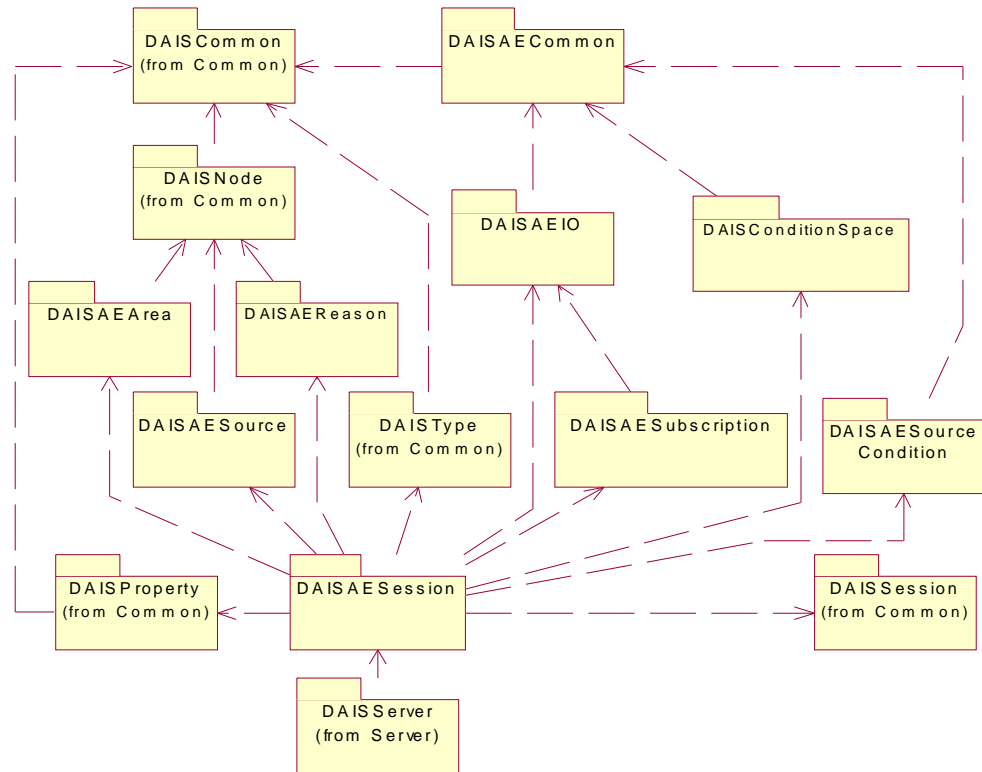 DAISCommon
(from Common)
DAISAECommon
DAISNode
(from Common)
DAISAEIO
DAISConditionSpace
DAISAEArea
DAISAEReason
DAISAESource
DAISType
(from Common)
DAISAESubscription
DAISAESource
Condition
DAISProperty
(from Common)
DAISAESession
DAISSession
(from Common)
DAISServer
(from Server)